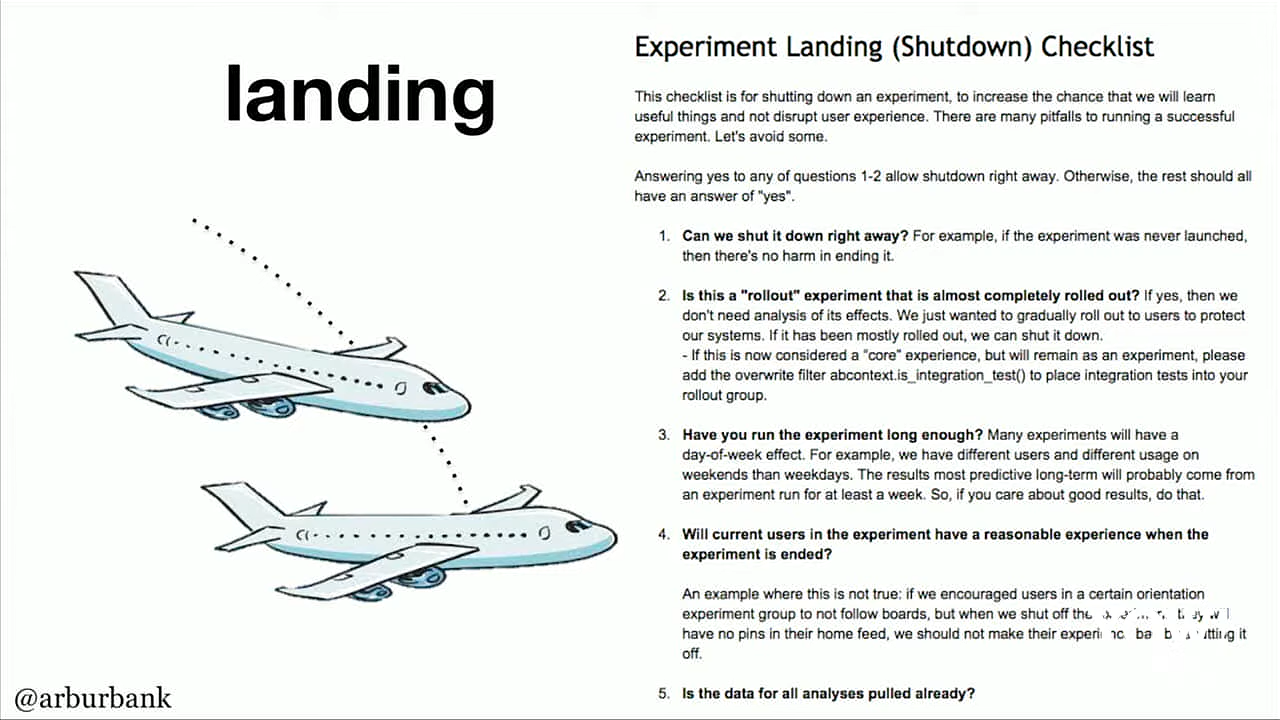 landing
Experiment Landing (Shutdown) Checklist
This checklist is for shutting down an experiment, to increase the chance that we will learn
useful things and not disrupt user experience. There are many pitfalls to running a successful
experiment. Let's avoid some.
Answering yes to any of questions 1-2 allow shutdown right away. Otherwise, the rest should all
have an answer of "yes".
1. Can we shut it down right away? For example, if the experiment was never launched,
then there's no harm in ending it.
2. Is this a "rollout" experiment that is almost completely rolled out? If yes, then we
don't need analysis of its effects. We just wanted to gradually roll out to users to protect
our systems. If it has been mostly rolled out, we can shut it down.
- If this is now considered a "core" experience, but will remain as an experiment, please
add the overwrite filter abcontext.is_integration_test() to place integration tests into your
rollout group.
3. Have you run the experiment long enough? Many experiments will have a
day-of-week effect. For example, we have different users and different usage on
weekends than weekdays. The results most predictive long-term will probably come from
an experiment run for at least a week. So, if you care about good results, do that.
4. Will current users in the experiment have a reasonable experience when the
experiment is ended?
An example where this is not true: if we encouraged users in a certain orientation
experiment group to not follow boards, but when we shut off the
have no pins in their home feed, we should not make their it
off.
5. Is the data for all analyses pulled already?
@arburbank